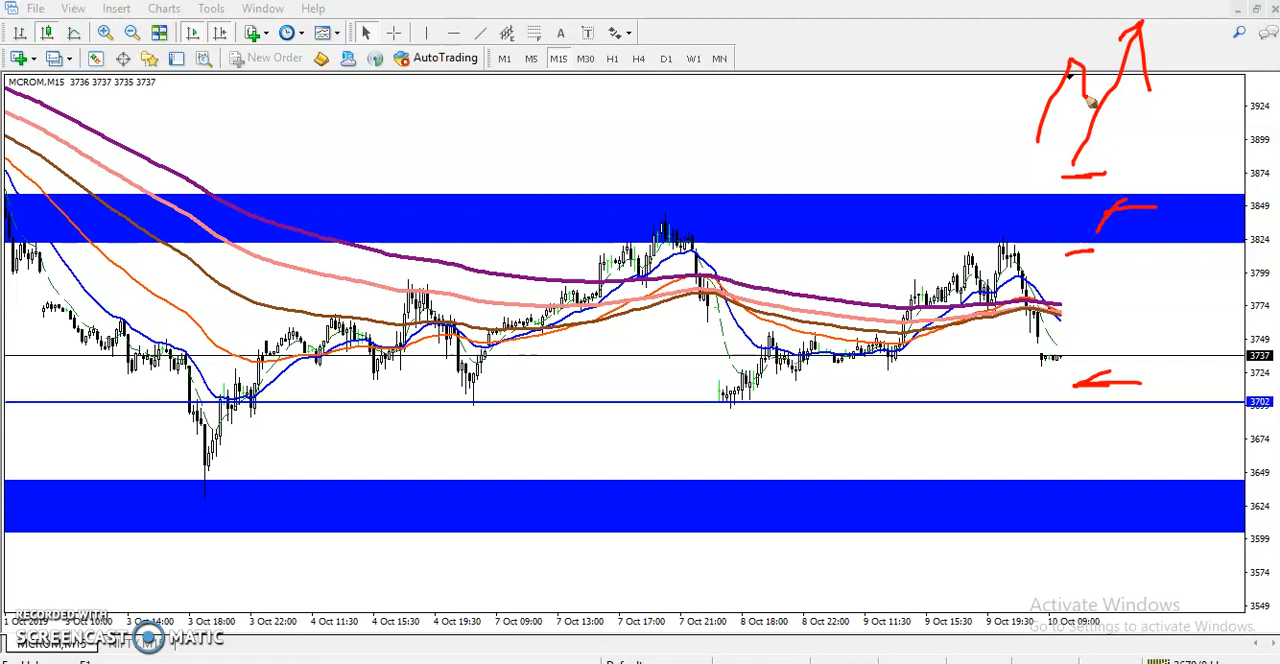 File View Insert Charts Tools Window Help
New Order AutoTrading M1 M5 M15 M30 H1 H4 D1 W1 MN
MCROM,M15 3736 3737 3735 3737
3924
3899
3874
3849
3824
3799
3774
3749
3737
3724
3702
3674
3649
3624
3599
3574
3549
1 Oct 2019 3 Oct 10:00 3 Oct 14:00 3 Oct 18:00 3 Oct 22:00 4 Oct 11:30 4 Oct 15:30 4 Oct 19:30 7 Oct 09:00 7 Oct 13:00 7 Oct 17:00 7 Oct 21:00 8 Oct 18:00 8 Oct 22:00 9 Oct 11:30 9 Oct 15:30 9 Oct 19:30 10 Oct 09:00
Activate Windows
Go to Settings to activate Windows.
RECORDED WITH
SCREENCAST MATIC
MCROM,M15